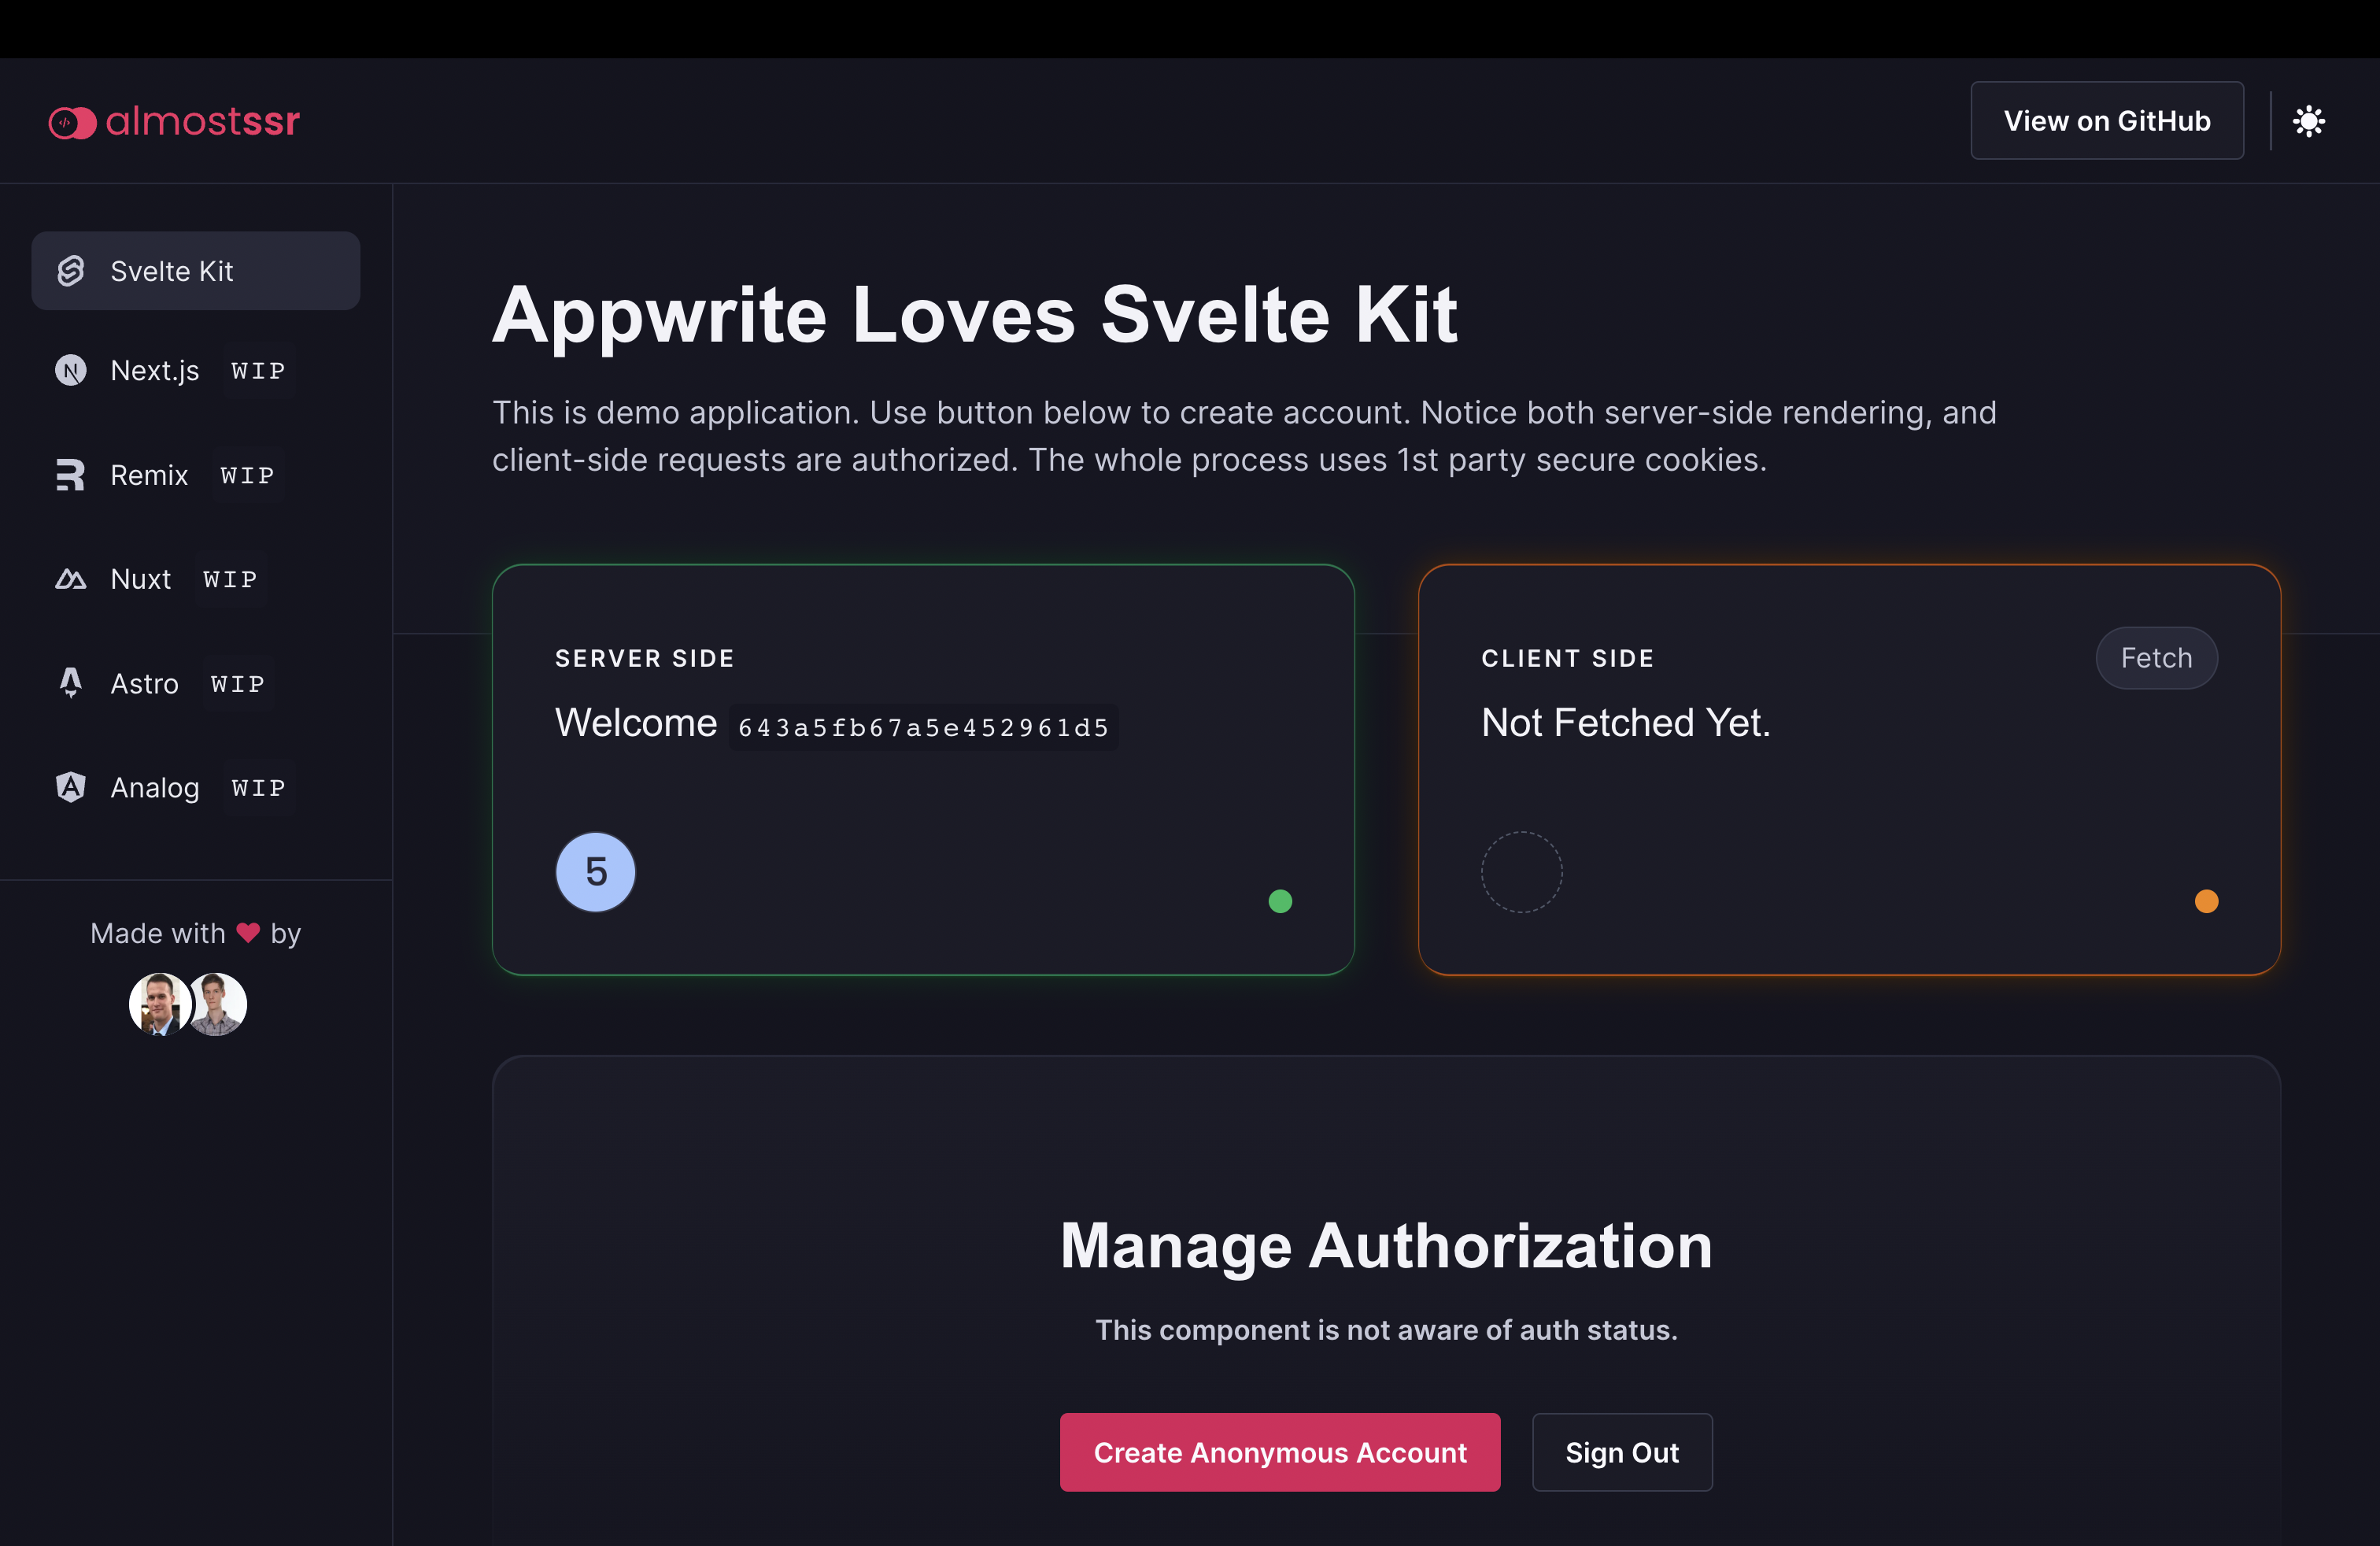 almostssr
View on GitHub
Svelte Kit
Next.js WIP
Remix WIP
Nuxt WIP
Astro WIP
Analog WIP
Made with ❤ by
Appwrite Loves Svelte Kit
This is demo application. Use button below to create account. Notice both server-side rendering, and
client-side requests are authorized. The whole process uses 1st party secure cookies.
SERVER SIDE
Welcome 643a5fb67a5e452961d5
5
CLIENT SIDE
Fetch
Not Fetched Yet.
Manage Authorization
This component is not aware of auth status.
Create Anonymous Account
Sign Out